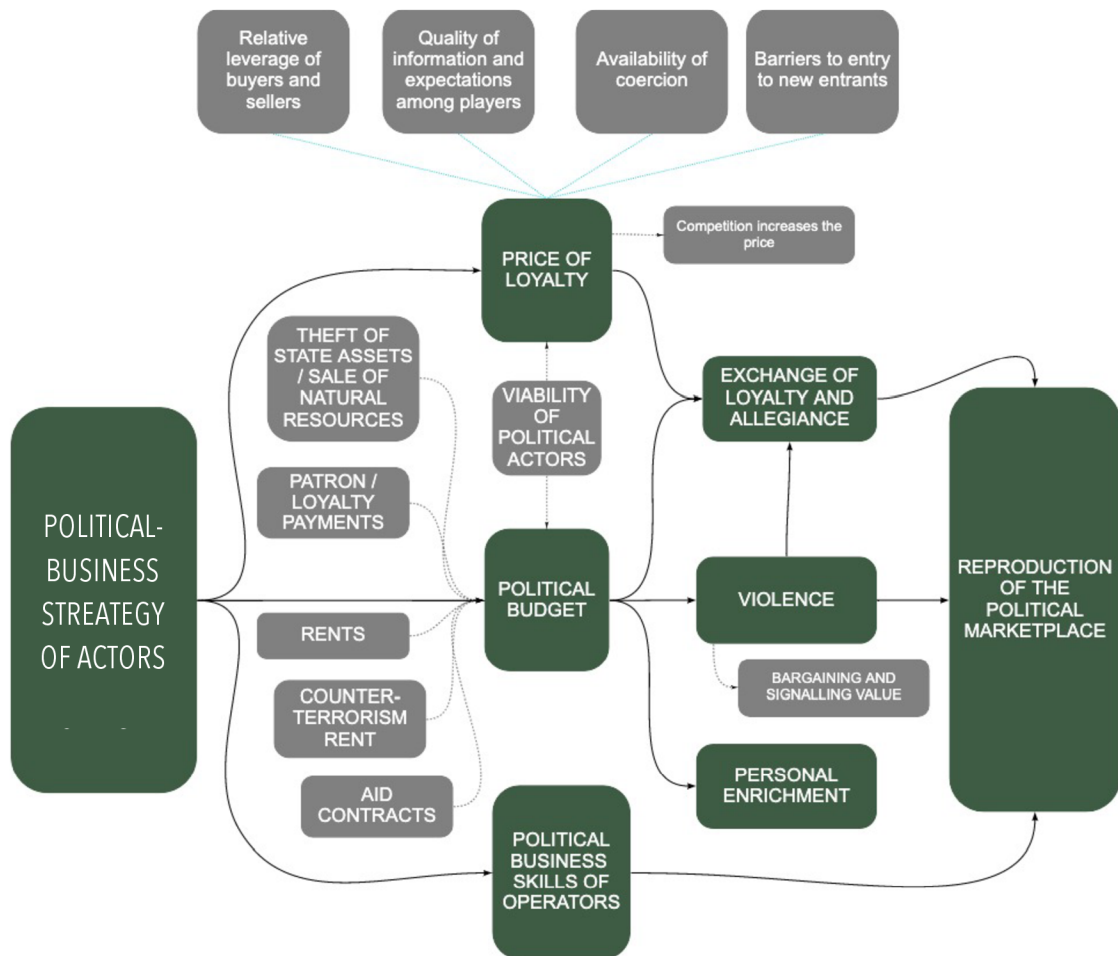 Relative
leverage of
buyers and
sellers
Quality of
information and
expectations
among players
Availability of
coercion
Barriers to entry
to new entrants
PRICE OF
LOYALTY
Competition increases the
price
THEFT OF
STATE ASSETS
/ SALE OF
NATURAL
RESOURCES
VIABILITY
OF
POLITICAL
ACTORS
EXCHANGE OF
LOYALTY AND
ALLEGIANCE
POLITICAL-
BUSINESS
STREATEGY
OF ACTORS
PATRON /
LOYALTY
PAYMENTS
POLITICAL
BUDGET
VIOLENCE
REPRODUCTION
OF THE
POLITICAL
MARKETPLACE
RENTS
BARGAINING AND
SIGNALLING VALUE
COUNTER-
TERRORISM
RENT
PERSONAL
ENRICHMENT
AID
CONTRACTS
POLITICAL
BUSINESS
SKILLS OF
OPERATORS